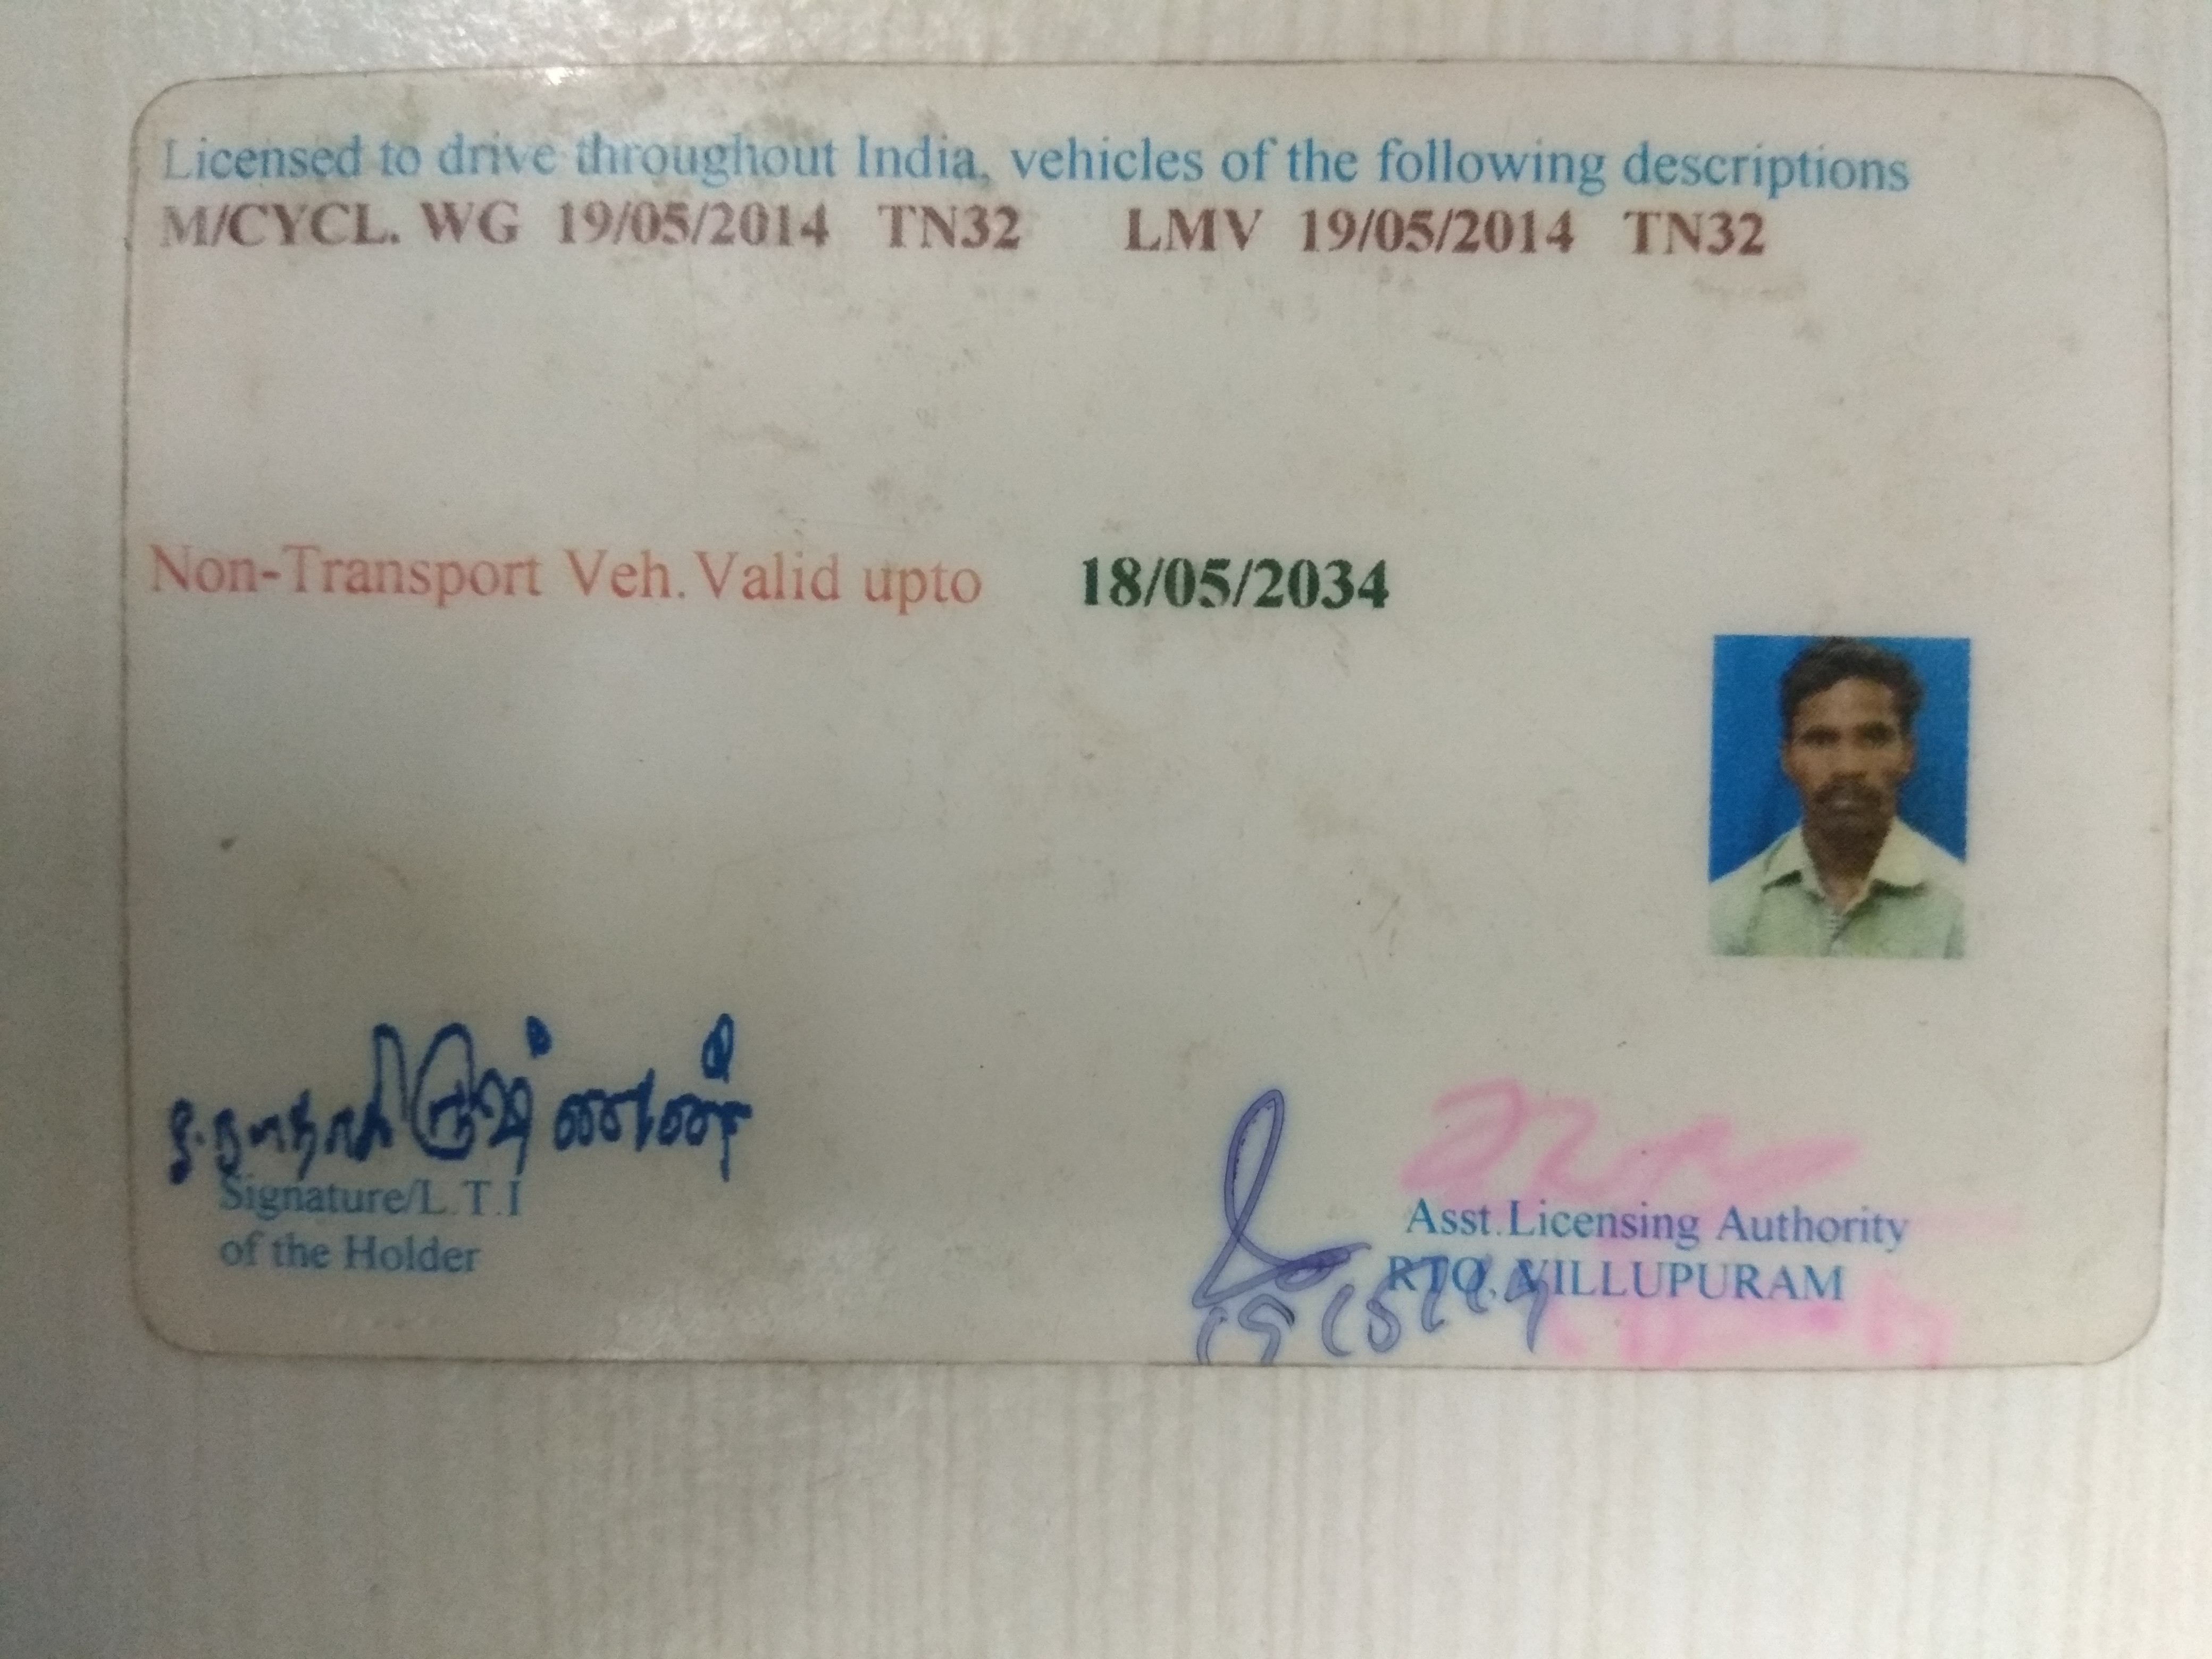 Licensed to drive throughout India, vehicles of the following descriptions
M/CYCL. WG 19/05/2014 TN32 LMV 19/05/2014 TN32
Non-Transport Veh. Valid upto 18/05/2034
Signature/L.T.I
of the Holder
Asst.Licensing Authority
RTO, VILLUPURAM